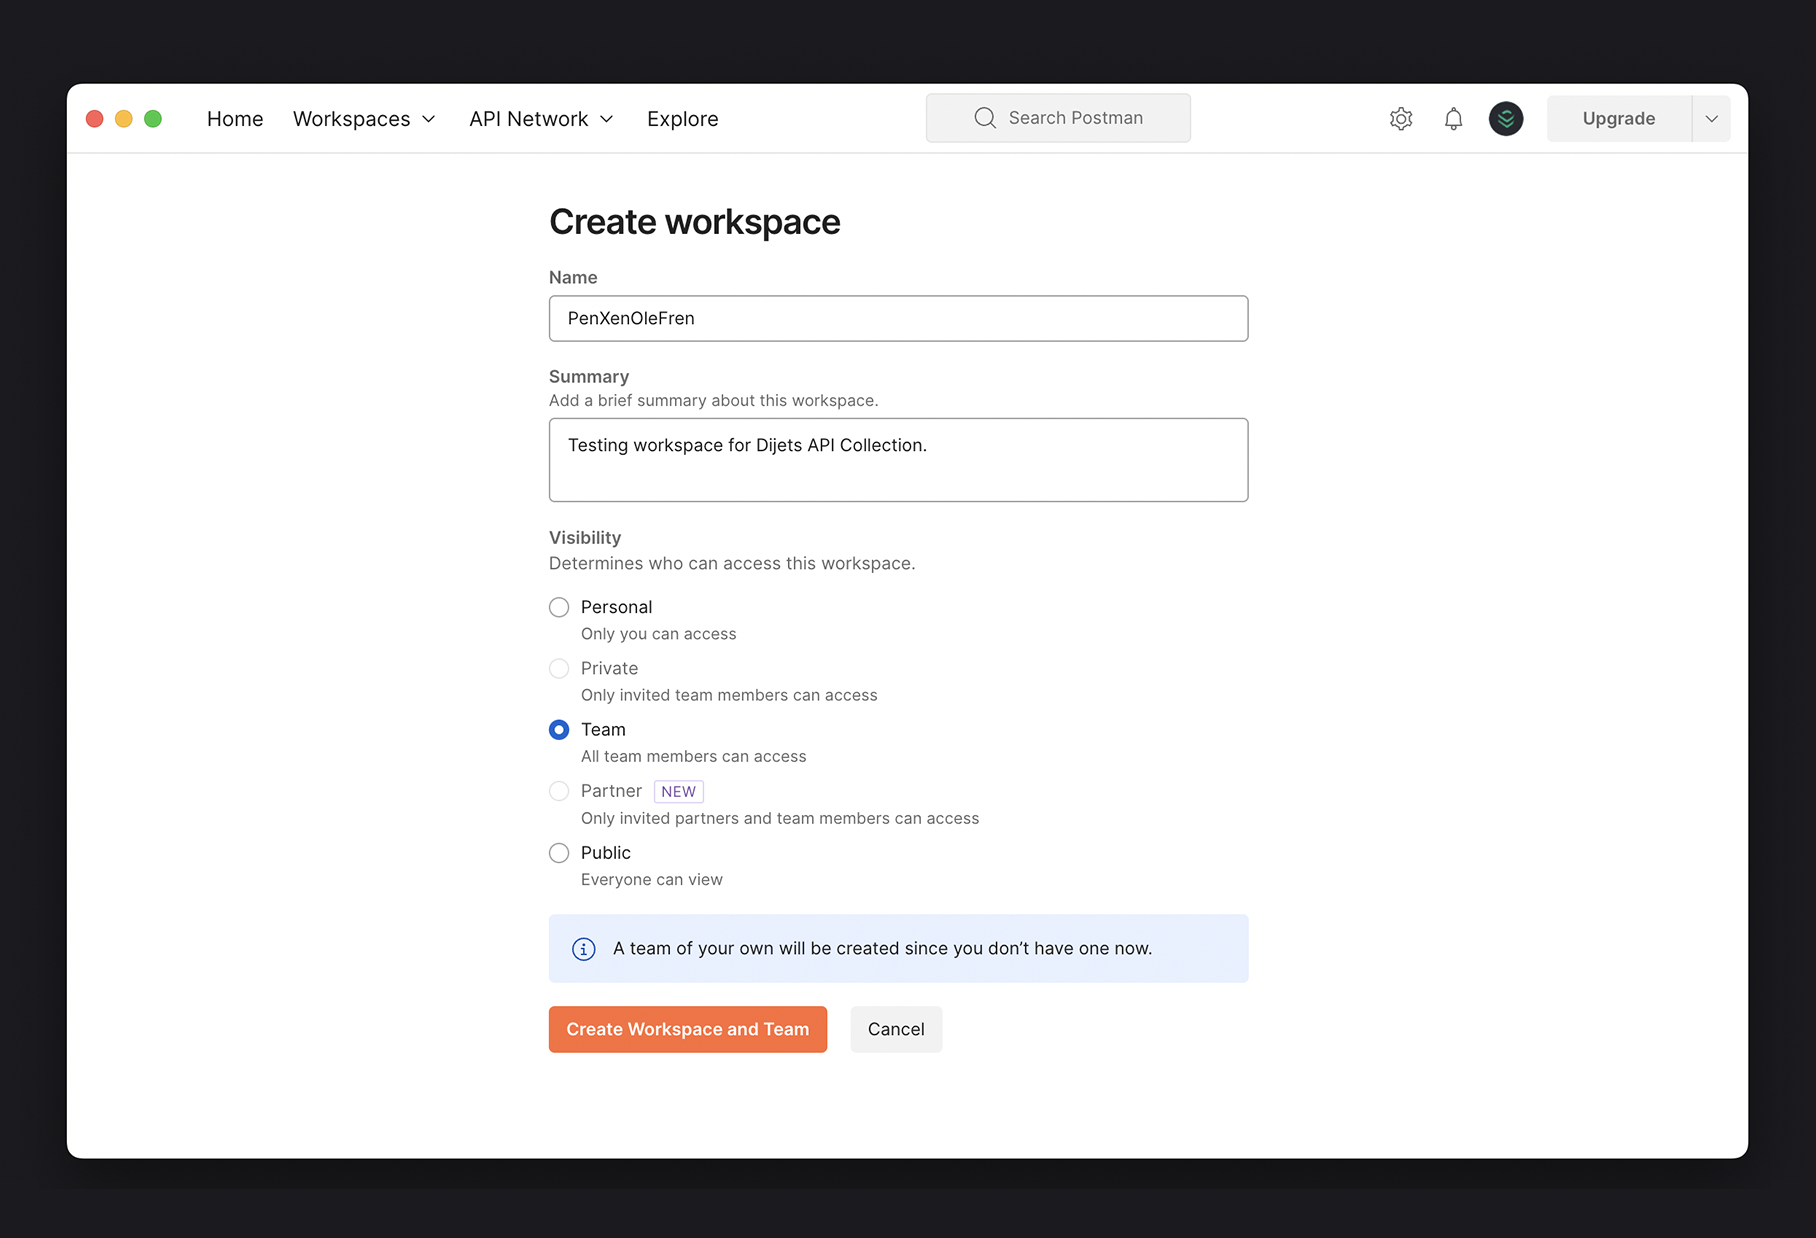 Home Workspaces API Network Explore Search Postman Upgrade
Create workspace
Name
PenXenOleFren
Summary
Add a brief summary about this workspace.
Testing workspace for Dijets API Collection.
Visibility
Determines who can access this workspace.
Personal
Only you can access
Private
Only invited team members can access
Team
All team members can access
Partner NEW
Only invited partners and team members can access
Public
Everyone can view
A team of your own will be created since you don’t have one now.
Create Workspace and Team Cancel